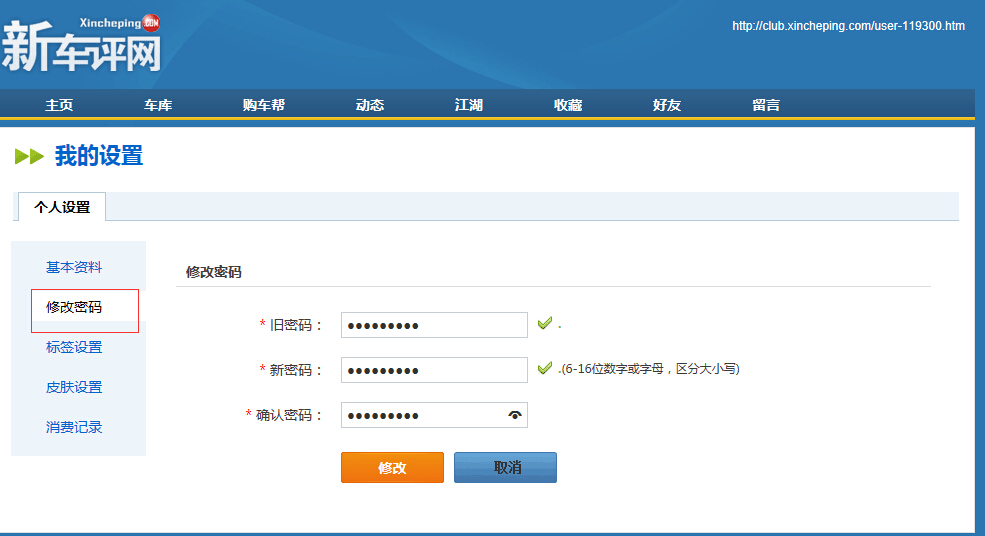 Xincheping.COM
新车评网
http://club.xincheping.com/user-119300.htm
主页 车库 购车帮 动态 江湖 收藏 好友 留言
我的设置
个人设置
基本资料
修改密码
标签设置
皮肤设置
消费记录
修改密码
* 旧密码： ●●●●●●●●● .
* 新密码： ●●●●●●●●● .(6-16位数字或字母，区分大小写)
* 确认密码： ●●●●●●●●●
修改 取消